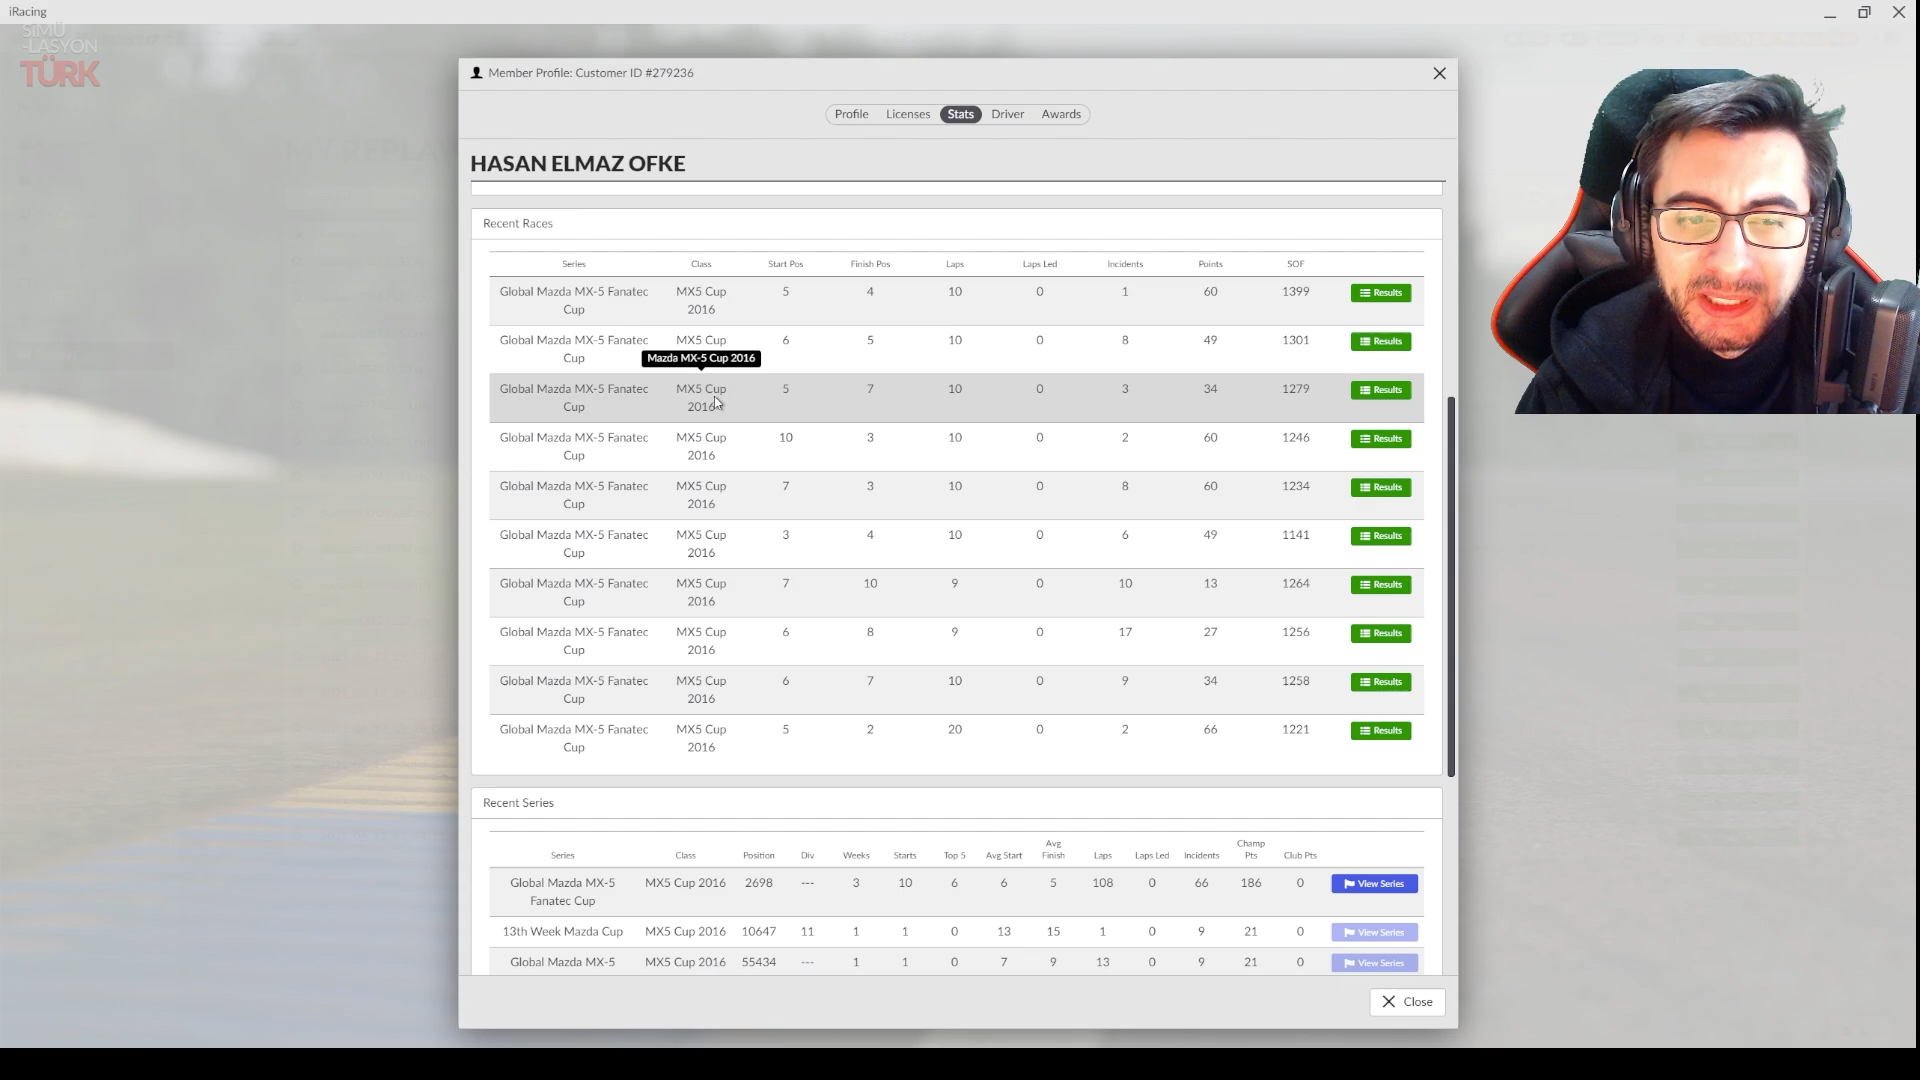 iRacing
SİMÜ
-LASYON
TÜRK
Member Profile: Customer ID #279236
Profile Licenses Stats Driver Awards
HASAN ELMAZ OFKE
Recent Races
Series Class Start Pos Finish Pos Laps Laps Led Incidents Points SOF
Global Mazda MX-5 Fanatec MX5 Cup 5 4 10 0 1 60 1399 Results
Cup 2016
Global Mazda MX-5 Fanatec MX5 Cup 6 5 10 0 8 49 1301 Results
Cup Mazda MX-5 Cup 2016
Global Mazda MX-5 Fanatec MX5 Cup 5 7 10 0 3 34 1279 Results
Cup 2016
Global Mazda MX-5 Fanatec MX5 Cup 10 3 10 0 2 60 1246 Results
Cup 2016
Global Mazda MX-5 Fanatec MX5 Cup 7 3 10 0 8 60 1234 Results
Cup 2016
Global Mazda MX-5 Fanatec MX5 Cup 3 4 10 0 6 49 1141 Results
Cup 2016
Global Mazda MX-5 Fanatec MX5 Cup 7 10 9 0 10 13 1264 Results
Cup 2016
Global Mazda MX-5 Fanatec MX5 Cup 6 8 9 0 17 27 1256 Results
Cup 2016
Global Mazda MX-5 Fanatec MX5 Cup 6 7 10 0 9 34 1258 Results
Cup 2016
Global Mazda MX-5 Fanatec MX5 Cup 5 2 20 0 2 66 1221 Results
Cup 2016
Recent Series
Avg Champ
Series Class Position Div Weeks Starts Top 5 Avg Start Finish Laps Laps Led Incidents Pts Club Pts
Global Mazda MX-5 MX5 Cup 2016 2698 --- 3 10 6 6 5 108 0 66 186 0 View Series
Fanatec Cup
13th Week Mazda Cup MX5 Cup 2016 10647 11 1 1 0 13 15 1 0 9 21 0 View Series
Global Mazda MX-5 MX5 Cup 2016 55434 --- 1 1 0 7 9 13 0 9 21 0 View Series
Close